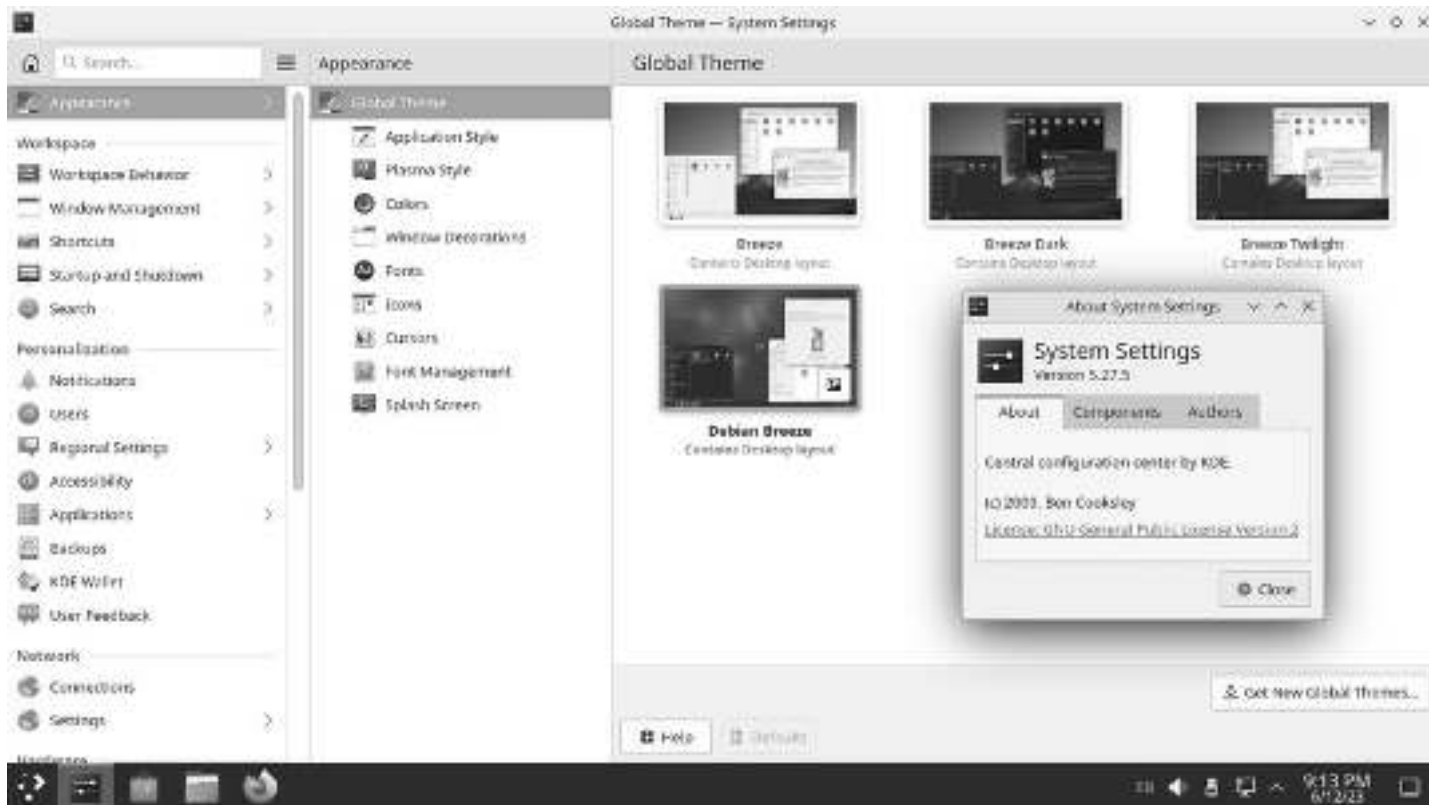 Global Theme — System Settings
Search...
Appearance
Global Theme
Appearance
Workspace
Workspace Behavior
Window Management
Shortcuts
Startup and Shutdown
Search
Personalization
Notifications
Users
Regional Settings
Accessibility
Applications
Backups
KDE Wallet
User Feedback
Network
Connections
Settings
Hardware
Global Theme
Application Style
Plasma Style
Colors
Window Decorations
Fonts
Icons
Cursors
Font Management
Splash Screen
Breeze
Contains Desktop layout
Breeze Dark
Contains Desktop layout
Breeze Twilight
Contains Desktop layout
Debian Breeze
Contains Desktop layout
About System Settings
System Settings
Version 5.27.5
About
Components
Authors
Central configuration center by KDE.
(c) 2009, Ben Cooksley
License: GNU General Public License Version 2
Close
Get New Global Themes...
Help
Defaults
9:13 PM
6/12/23